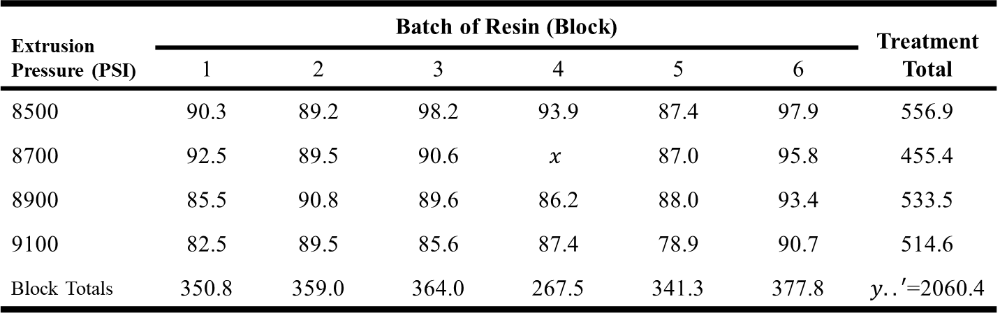 Batch of Resin (Block)
Extrusion Pressure (PSI) 1 2 3 4 5 6 Treatment Total
8500 90.3 89.2 98.2 93.9 87.4 97.9 556.9
8700 92.5 89.5 90.6 x 87.0 95.8 455.4
8900 85.5 90.8 89.6 86.2 88.0 93.4 533.5
9100 82.5 89.5 85.6 87.4 78.9 90.7 514.6
Block Totals 350.8 359.0 364.0 267.5 341.3 377.8 y..′=2060.4